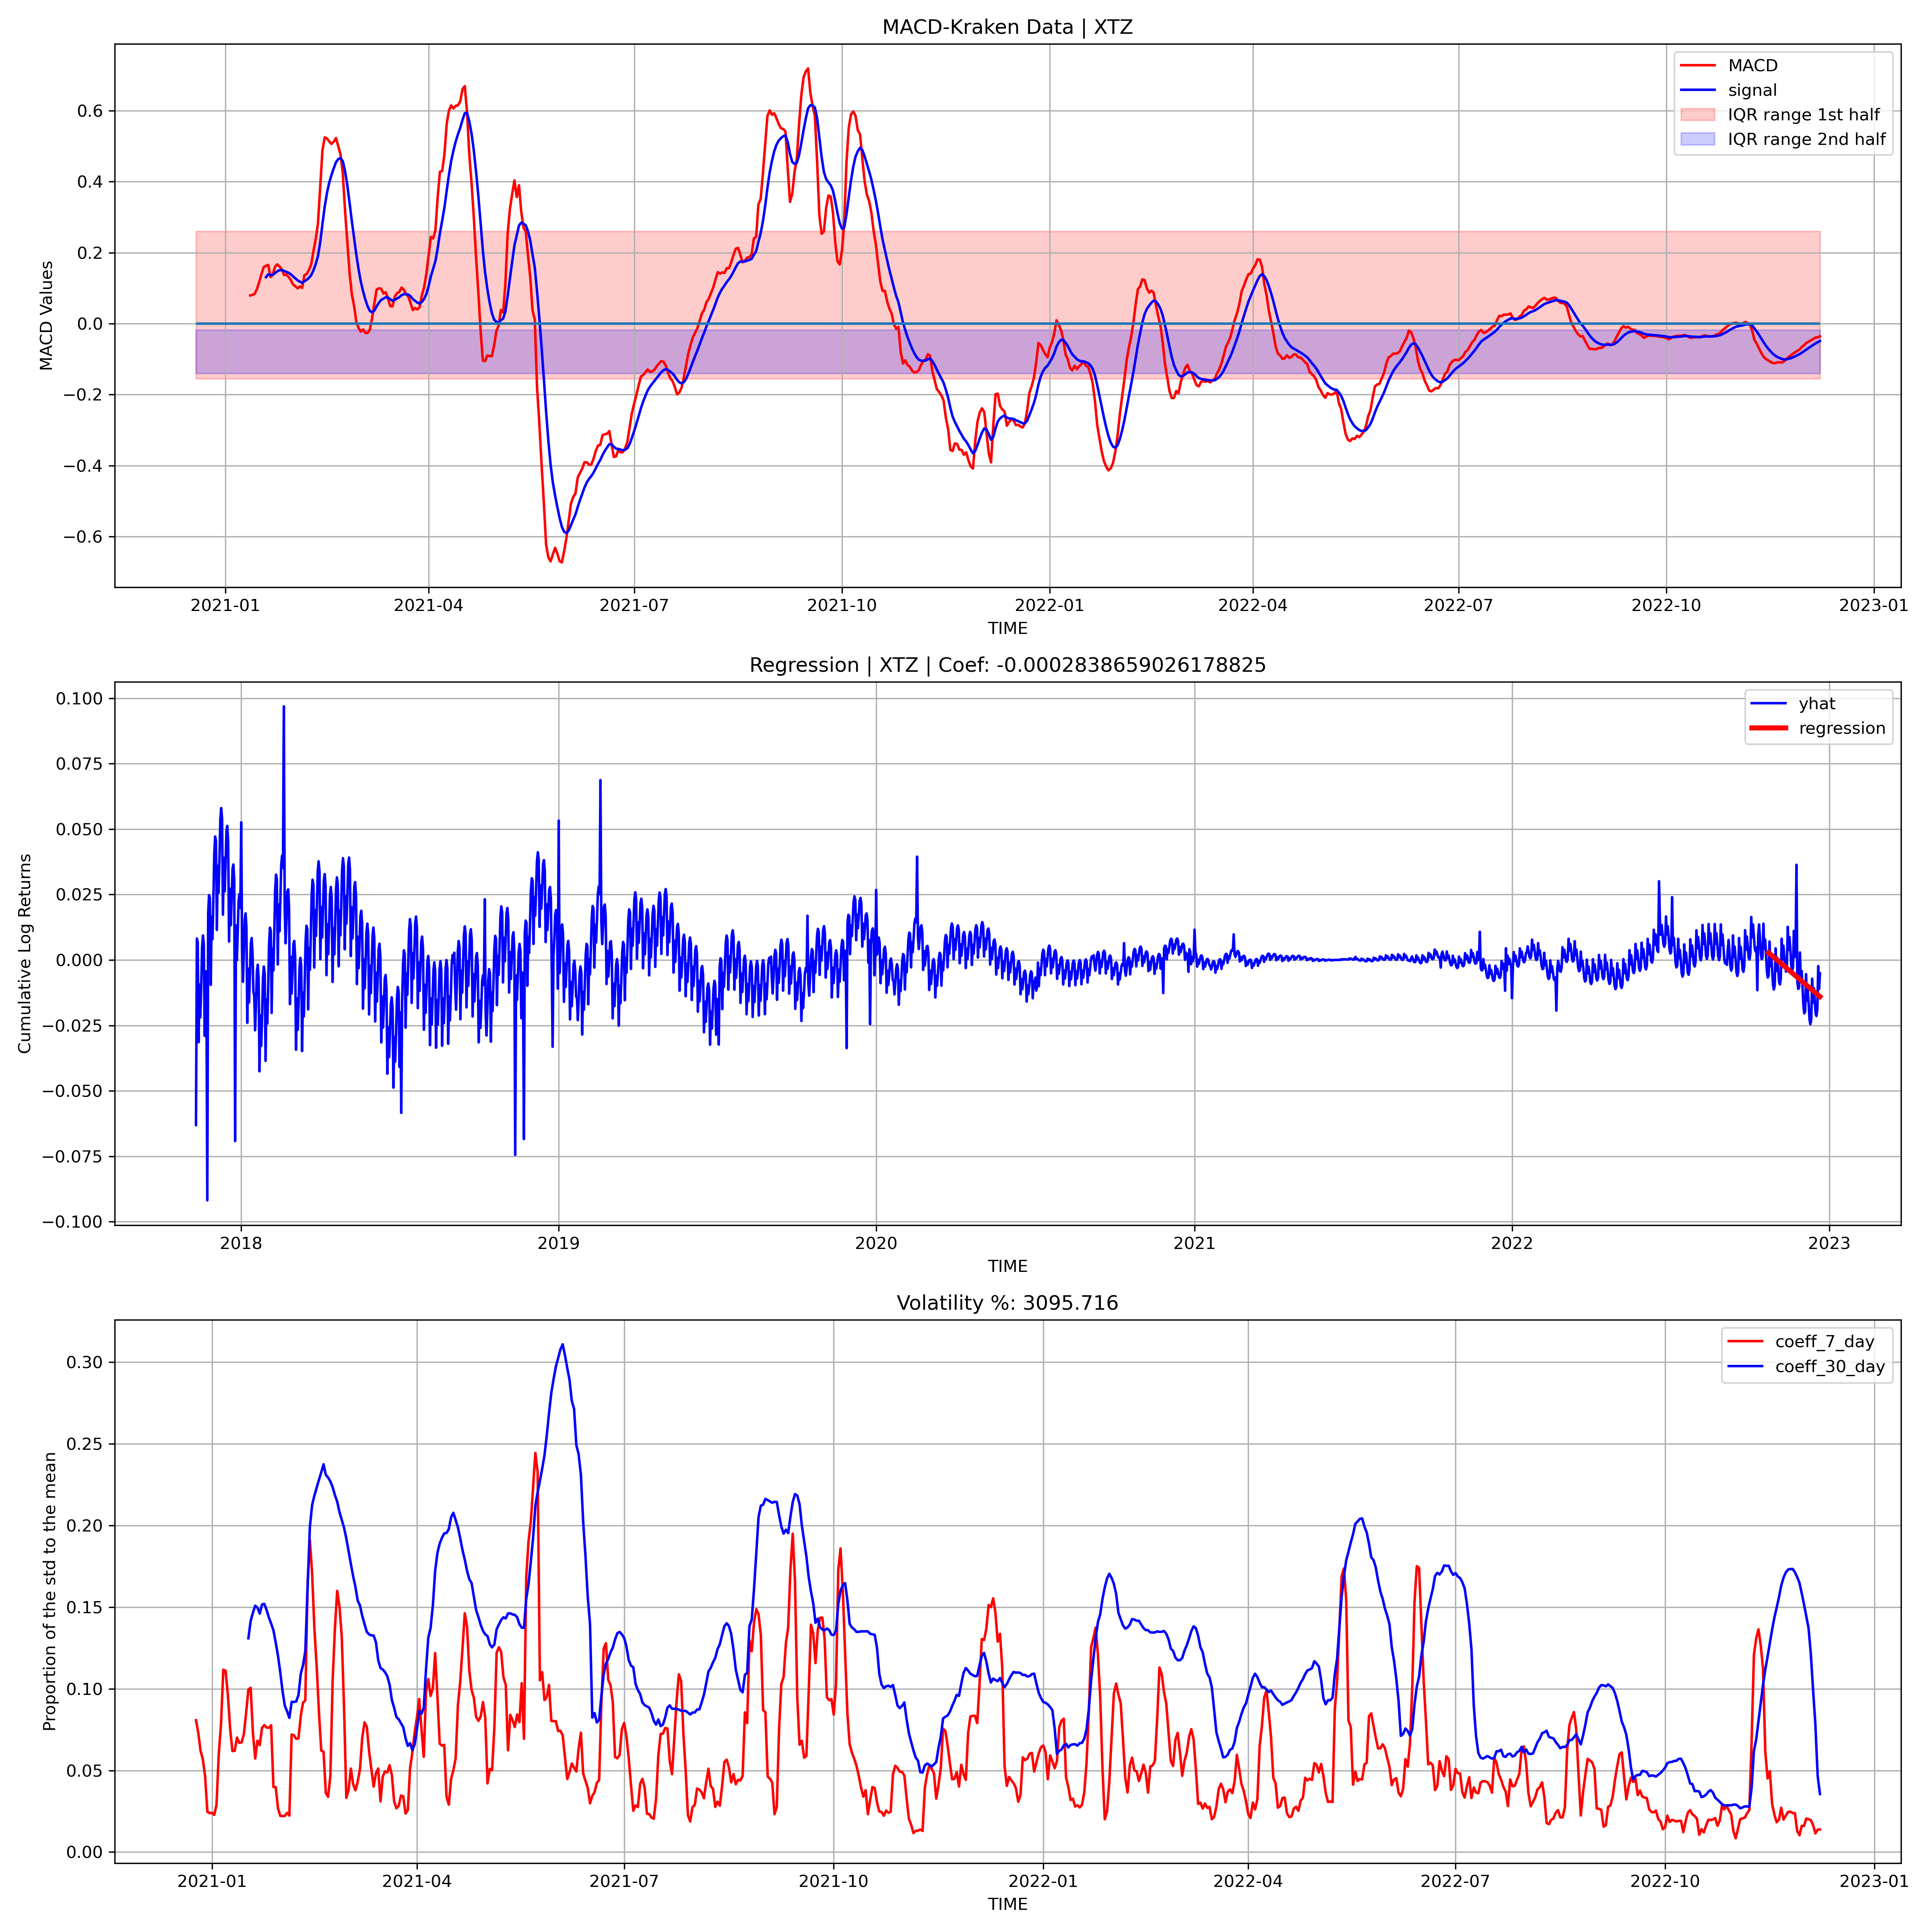 MACD-Kraken Data | XTZ
MACD
signal
IQR range 1st half
IQR range 2nd half
MACD Values
0.6
0.4
0.2
0.0
−0.2
−0.4
−0.6
2021-01 2021-04 2021-07 2021-10 2022-01 2022-04 2022-07 2022-10 2023-01
TIME
Regression | XTZ | Coef: -0.0002838659026178825
yhat
regression
Cumulative Log Returns
0.100
0.075
0.050
0.025
0.000
−0.025
−0.050
−0.075
−0.100
2018 2019 2020 2021 2022 2023
TIME
Volatility %: 3095.716
coeff_7_day
coeff_30_day
Proportion of the std to the mean
0.30
0.25
0.20
0.15
0.10
0.05
0.00
2021-01 2021-04 2021-07 2021-10 2022-01 2022-04 2022-07 2022-10 2023-01
TIME